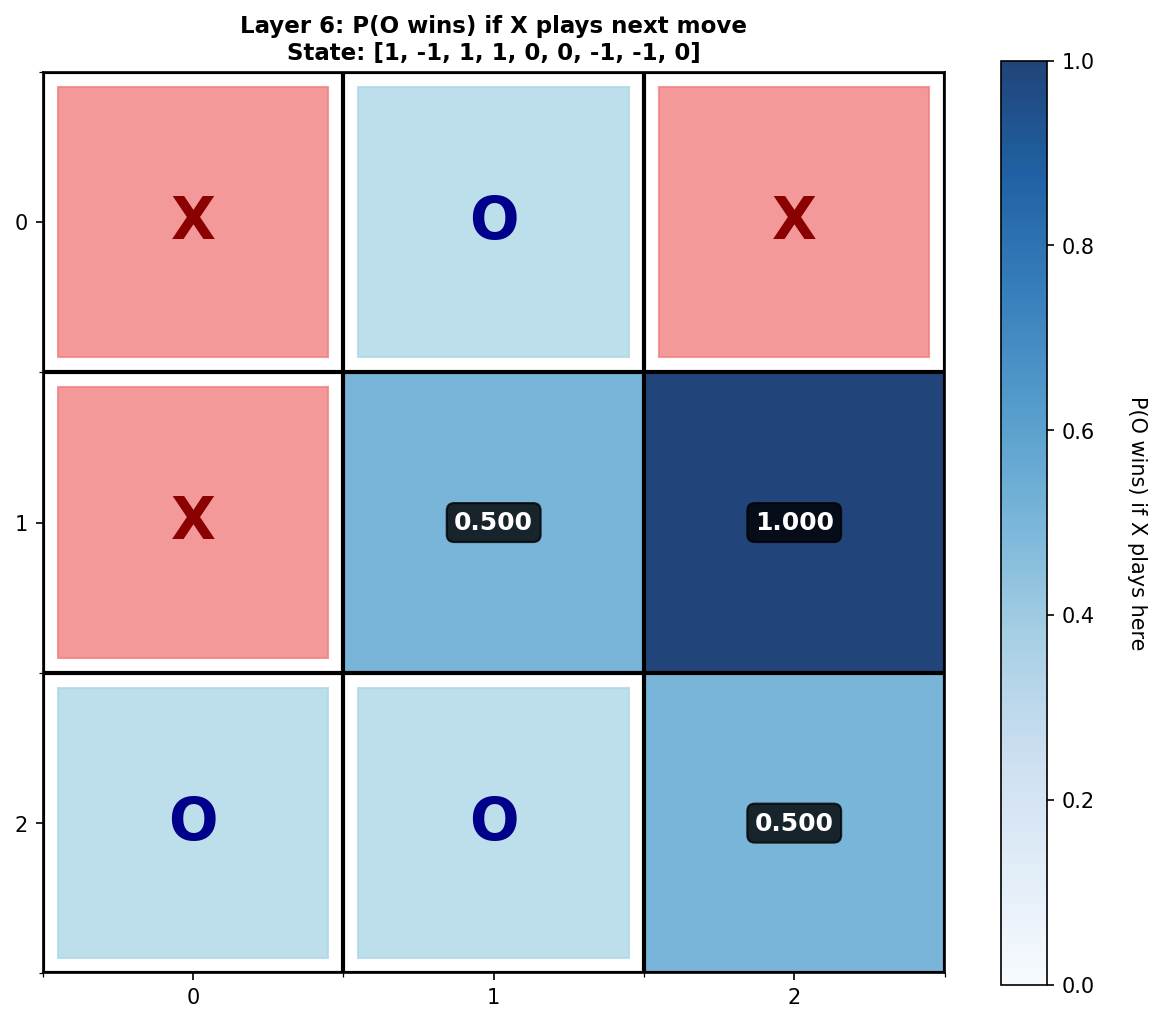 Layer 6: P(O wins) if X plays next move
State: [1, -1, 1, 1, 0, 0, -1, -1, 0]
0
X
O
X
1
X
0.500
1.000
2
O
O
0.500
0
1
2
1.0
0.8
0.6
0.4
0.2
0.0
P(O wins) if X plays here